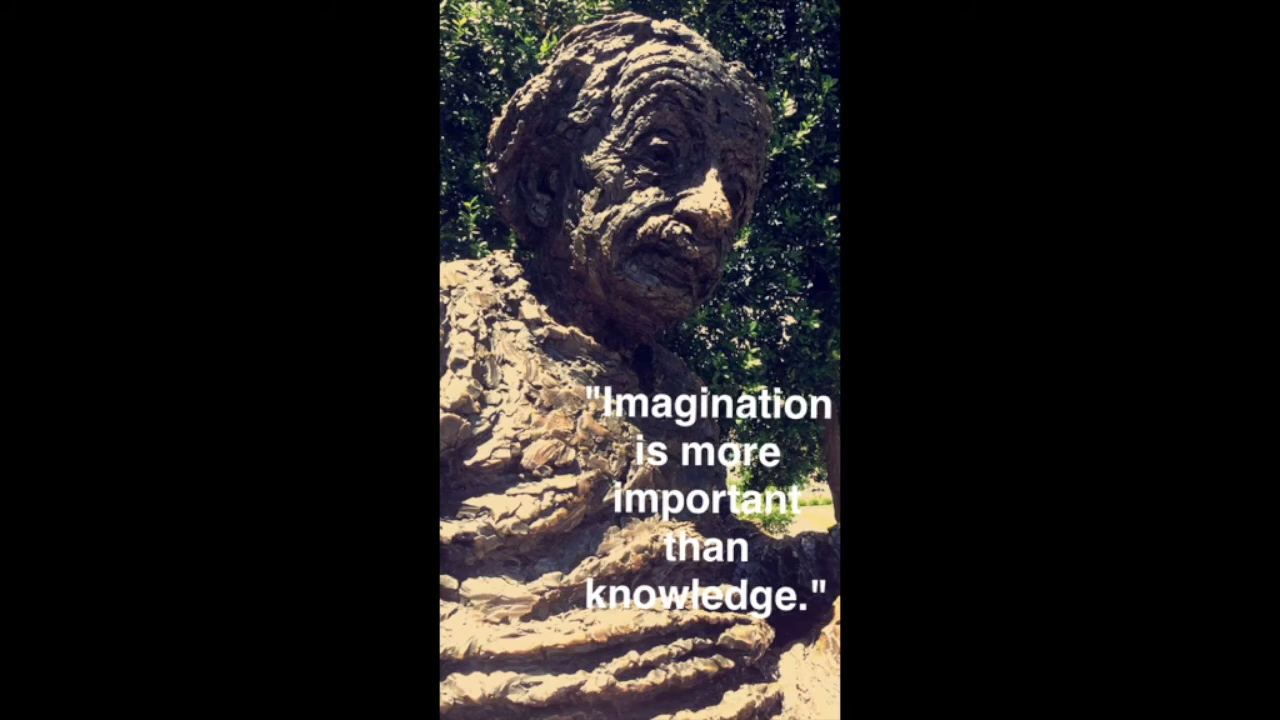 "Imagination
is more
important
than
knowledge."